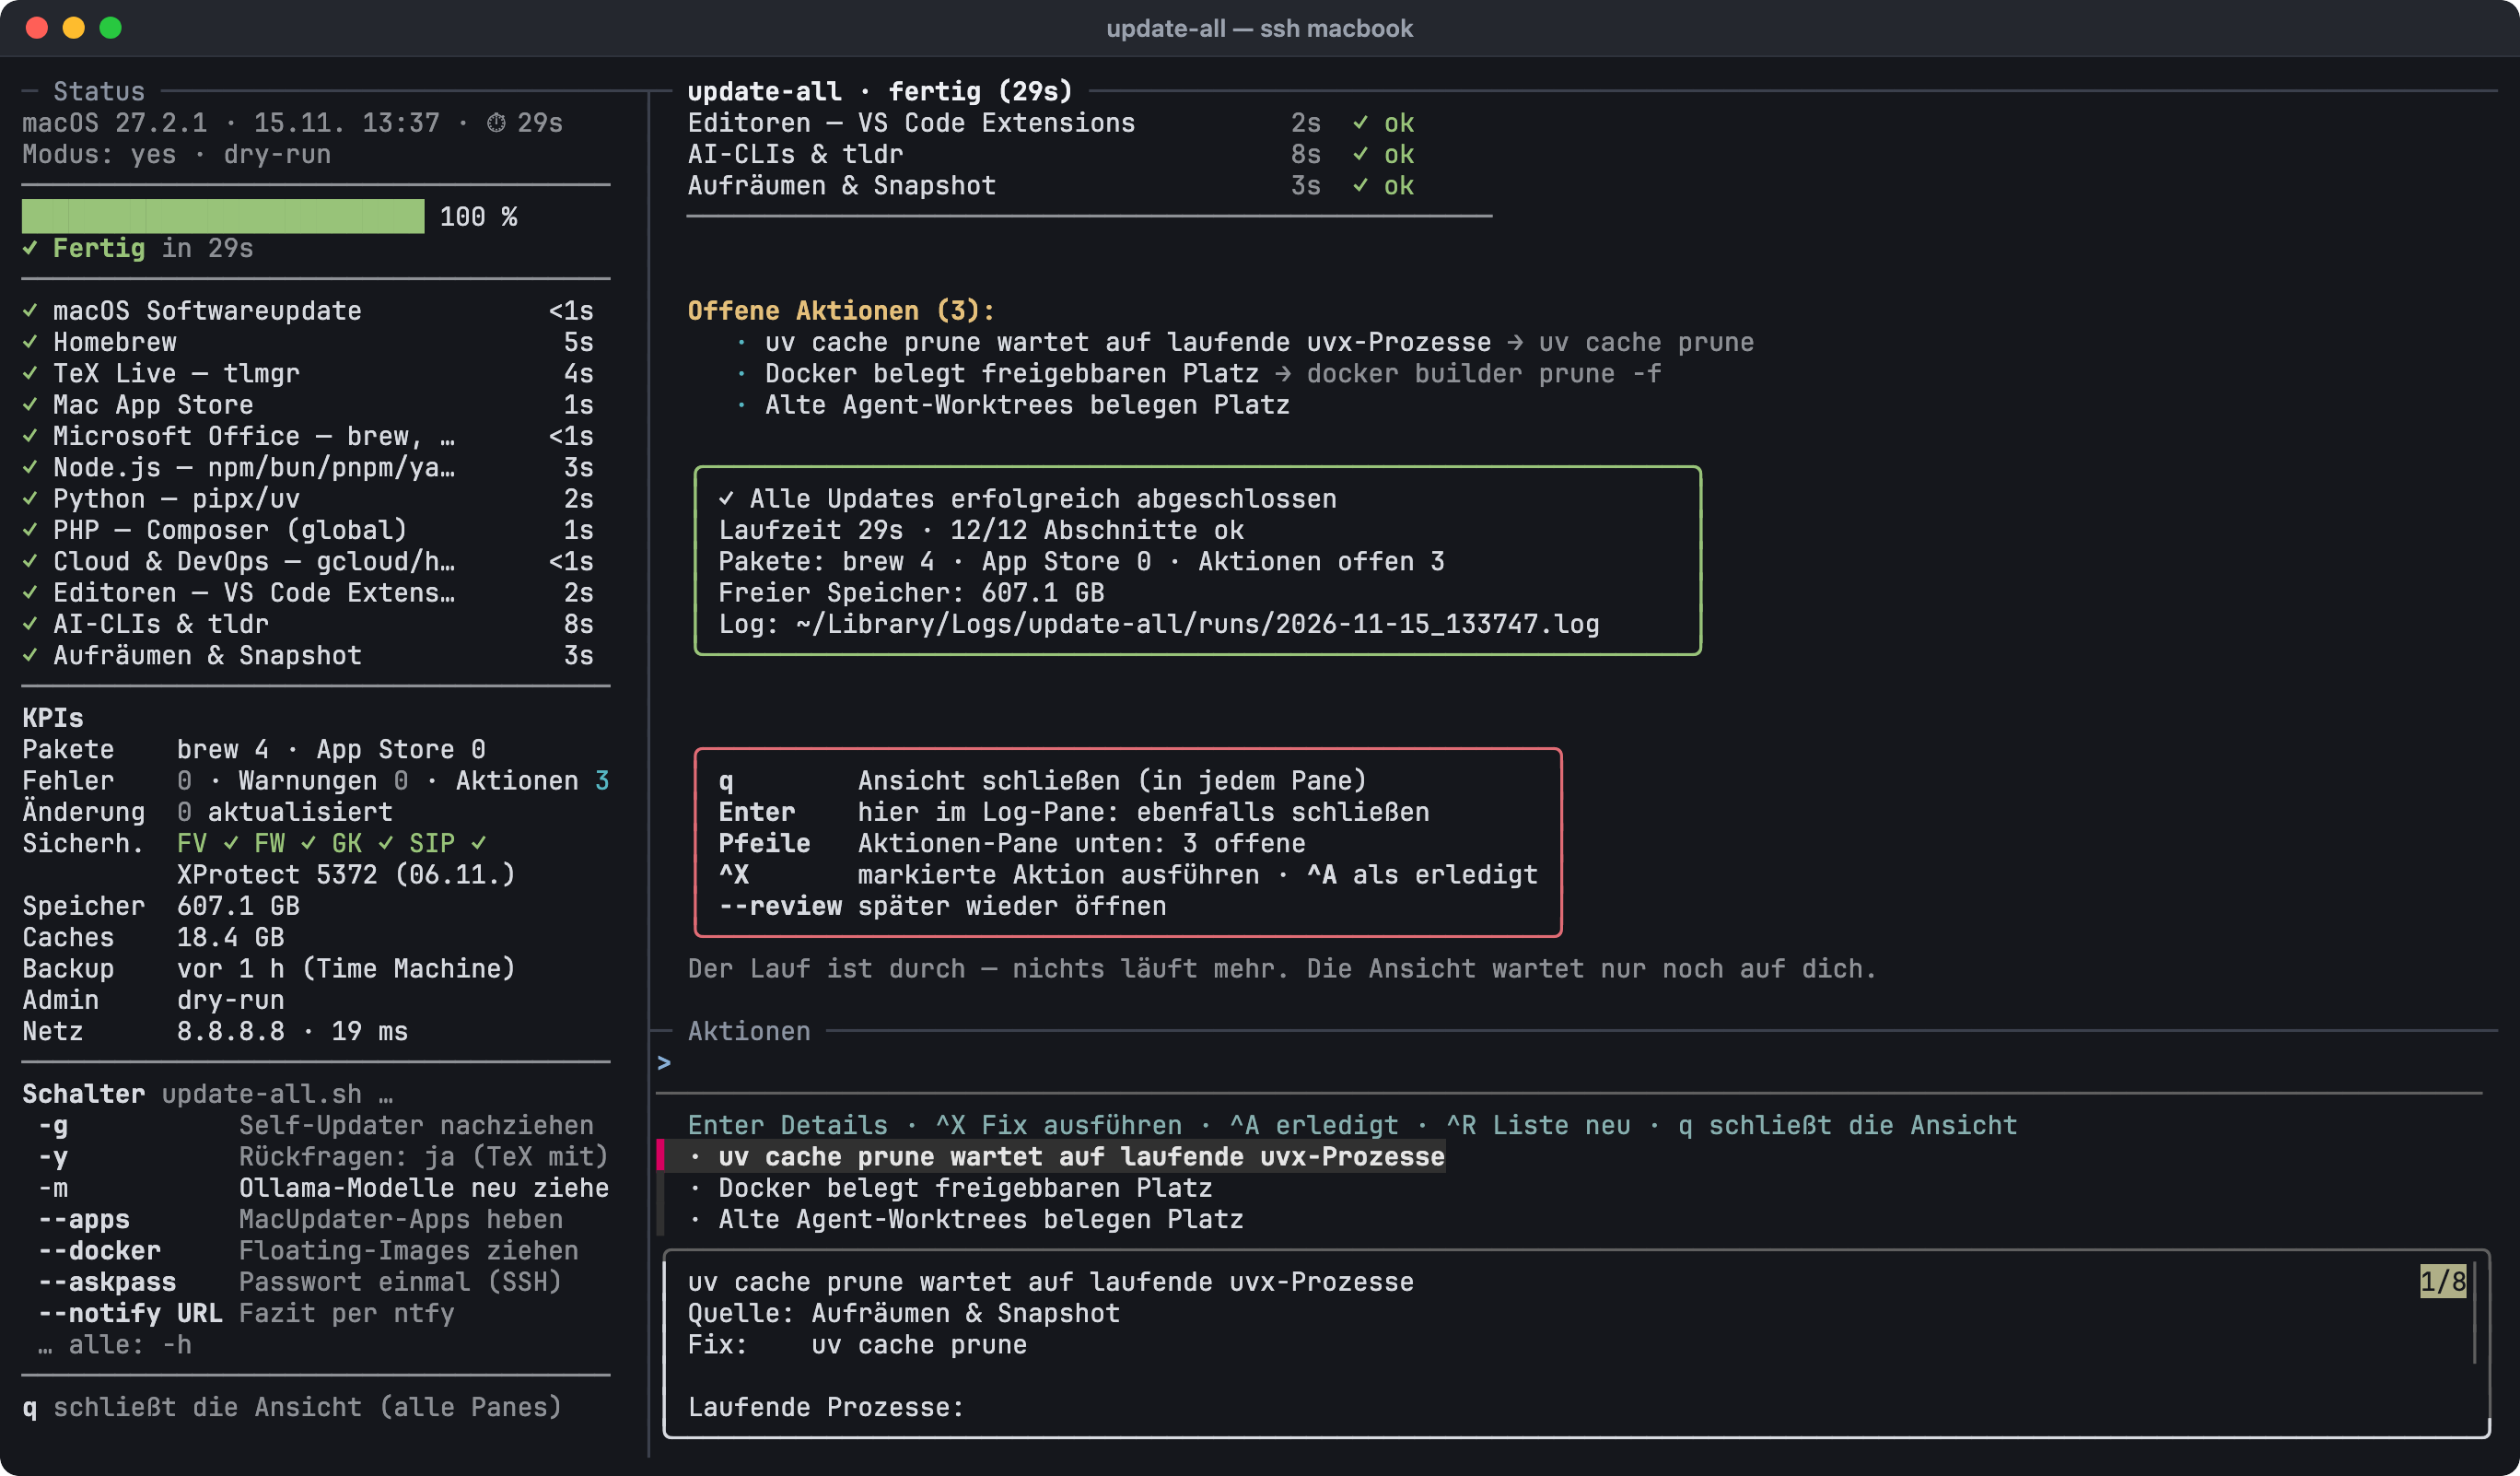 update-all — ssh macbook
Status
macOS 27.2.1 · 15.11. 13:37 · ⏱ 29s
Modus: yes · dry-run
100 %
✓ Fertig in 29s
✓ macOS Softwareupdate <1s
✓ Homebrew 5s
✓ TeX Live — tlmgr 4s
✓ Mac App Store 1s
✓ Microsoft Office — brew, … <1s
✓ Node.js — npm/bun/pnpm/ya… 3s
✓ Python — pipx/uv 2s
✓ PHP — Composer (global) 1s
✓ Cloud & DevOps — gcloud/h… <1s
✓ Editoren — VS Code Extens… 2s
✓ AI-CLIs & tldr 8s
✓ Aufräumen & Snapshot 3s
KPIs
Pakete brew 4 · App Store 0
Fehler 0 · Warnungen 0 · Aktionen 3
Änderung 0 aktualisiert
Sicherh. FV ✓ FW ✓ GK ✓ SIP ✓
XProtect 5372 (06.11.)
Speicher 607.1 GB
Caches 18.4 GB
Backup vor 1 h (Time Machine)
Admin dry-run
Netz 8.8.8.8 · 19 ms
Schalter update-all.sh …
-g Self-Updater nachziehen
-y Rückfragen: ja (TeX mit)
-m Ollama-Modelle neu ziehe
--apps MacUpdater-Apps heben
--docker Floating-Images ziehen
--askpass Passwort einmal (SSH)
--notify URL Fazit per ntfy
… alle: -h
q schließt die Ansicht (alle Panes)
update-all · fertig (29s)
Editoren — VS Code Extensions 2s ✓ ok
AI-CLIs & tldr 8s ✓ ok
Aufräumen & Snapshot 3s ✓ ok
Offene Aktionen (3):
· uv cache prune wartet auf laufende uvx-Prozesse → uv cache prune
· Docker belegt freigebbaren Platz → docker builder prune -f
· Alte Agent-Worktrees belegen Platz
✓ Alle Updates erfolgreich abgeschlossen
Laufzeit 29s · 12/12 Abschnitte ok
Pakete: brew 4 · App Store 0 · Aktionen offen 3
Freier Speicher: 607.1 GB
Log: ~/Library/Logs/update-all/runs/2026-11-15_133747.log
q Ansicht schließen (in jedem Pane)
Enter hier im Log-Pane: ebenfalls schließen
Pfeile Aktionen-Pane unten: 3 offene
^X markierte Aktion ausführen · ^A als erledigt
--review später wieder öffnen
Der Lauf ist durch — nichts läuft mehr. Die Ansicht wartet nur noch auf dich.
Aktionen
>
Enter Details · ^X Fix ausführen · ^A erledigt · ^R Liste neu · q schließt die Ansicht
· uv cache prune wartet auf laufende uvx-Prozesse
· Docker belegt freigebbaren Platz
· Alte Agent-Worktrees belegen Platz
uv cache prune wartet auf laufende uvx-Prozesse 1/8
Quelle: Aufräumen & Snapshot
Fix: uv cache prune
Laufende Prozesse: